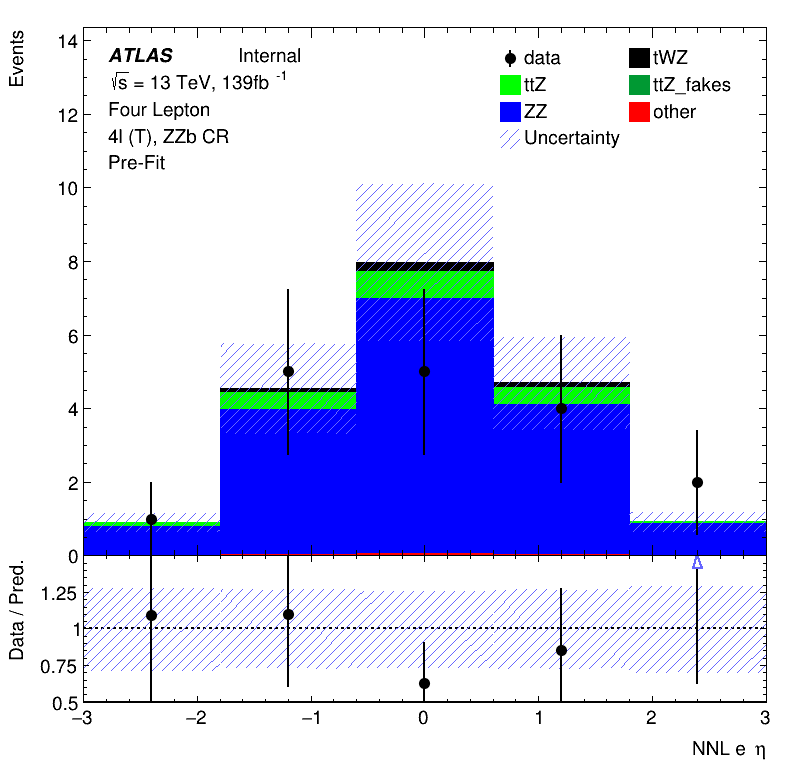 Events
14
12
10
8
6
4
2
0
ATLAS Internal
√s = 13 TeV, 139fb -1
Four Lepton
4l (T), ZZb CR
Pre-Fit
data
tWZ
ttZ
ttZ_fakes
ZZ
other
Uncertainty
Data / Pred.
1.25
1
0.75
0.5
−3 −2 −1 0 1 2 3
NNL e η